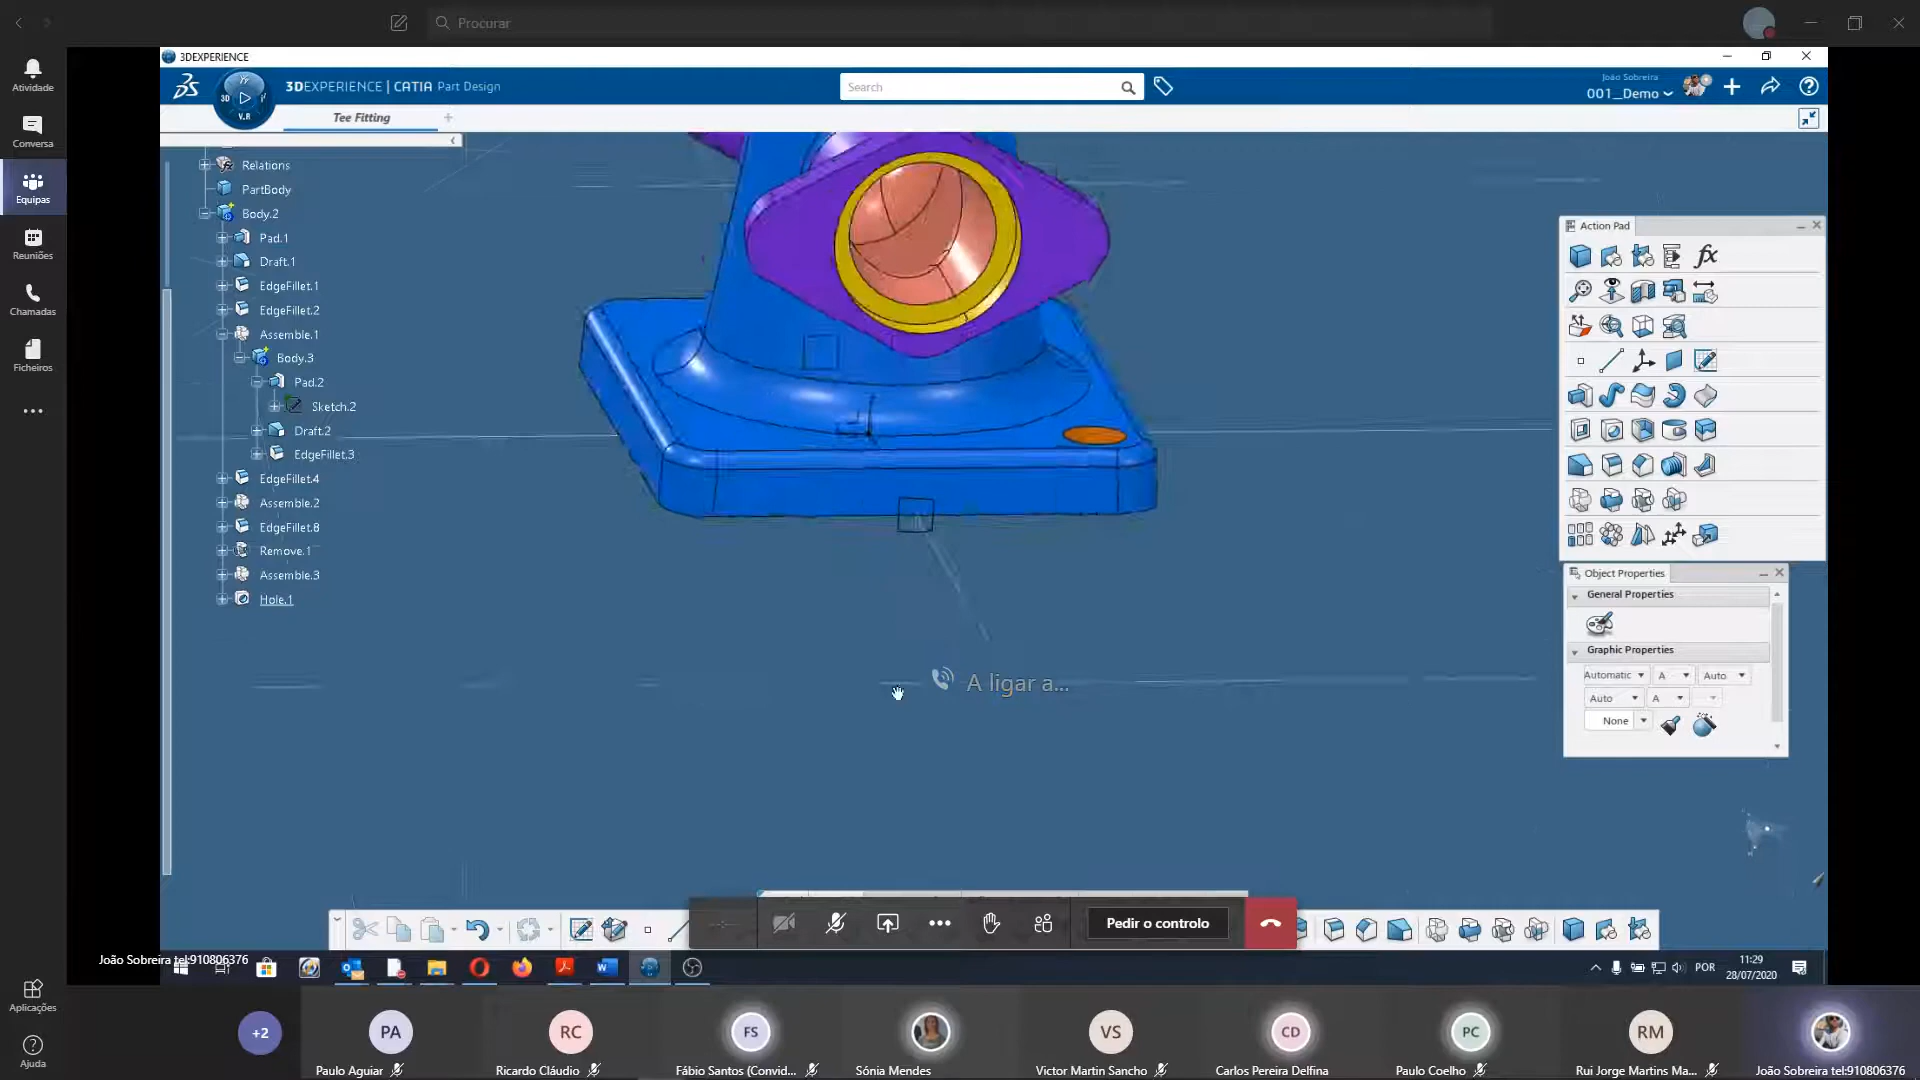 Procurar
Atividade
Conversa
Equipas
Reuniões
Chamadas
Ficheiros
Aplicações
Ajuda
3DEXPERIENCE
3DEXPERIENCE | CATIA Part Design
Search
João Sobreira
001_Demo
3D
V.R
Tee Fitting
Relations
PartBody
Body.2
Pad.1
Draft.1
EdgeFillet.1
EdgeFillet.2
Assemble.1
Body.3
Pad.2
Sketch.2
Draft.2
EdgeFillet.3
EdgeFillet.4
Assemble.2
EdgeFillet.8
Remove.1
Assemble.3
Hole.1
Action Pad
fx
Object Properties
General Properties
Graphic Properties
Automatic A Auto
Auto A
None
A ligar a...
Pedir o controlo
João Sobreira tel:910806376
POR
11:29
28/07/2020
+2
PA
Paulo Aguiar
RC
Ricardo Cláudio
FS
Fábio Santos (Convid...
Sónia Mendes
VS
Victor Martin Sancho
CD
Carlos Pereira Delfina
PC
Paulo Coelho
RM
Rui Jorge Martins Ma...
João Sobreira tel:910806376